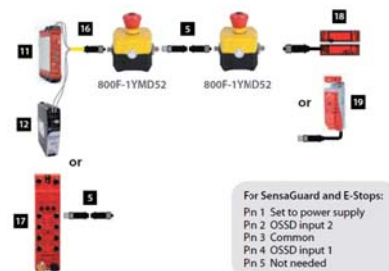 16
5
18
11
800F-1YMD52
800F-1YMD52
or
19
12
or
17
5
For SensaGuard and E-Stops:
Pn 1 Set to power supply
Pn 2 OSSD input 2
Pn 3 Common
Pn 4 OSSD input 1
Pn 5 Not needed